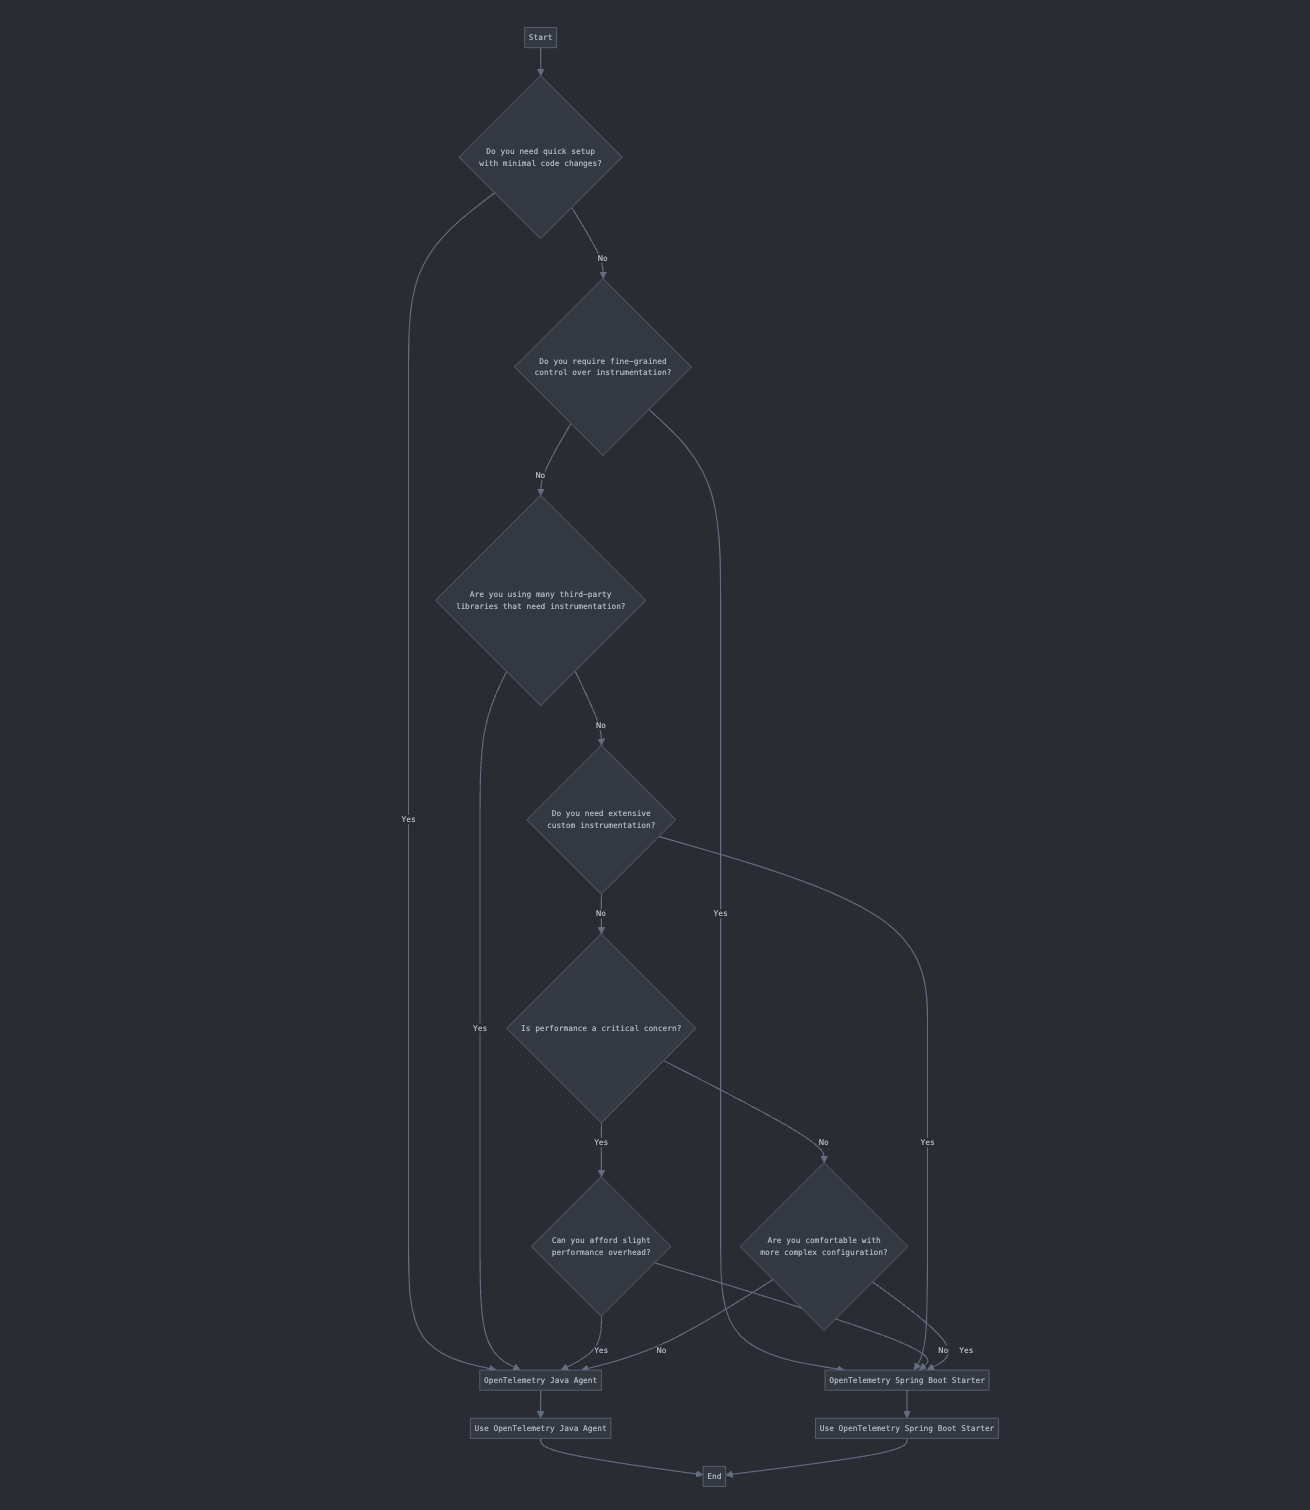 Start
Do you need quick setup
with minimal code changes?
No
Do you require fine-grained
control over instrumentation?
No
Are you using many third-party
libraries that need instrumentation?
No
Do you need extensive
custom instrumentation?
Yes
No
Yes
Is performance a critical concern?
Yes
Yes
No
Yes
Can you afford slight
performance overhead?
Are you comfortable with
more complex configuration?
Yes
No
No
Yes
OpenTelemetry Java Agent
OpenTelemetry Spring Boot Starter
Use OpenTelemetry Java Agent
Use OpenTelemetry Spring Boot Starter
End